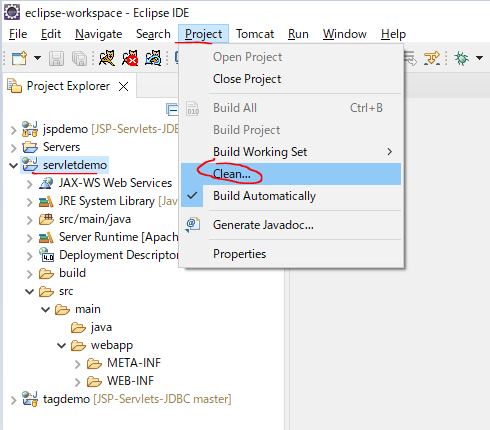 eclipse-workspace - Eclipse IDE
File Edit Navigate Search Project Tomcat Run Window Help
Project Explorer
Open Project
Close Project
Build All Ctrl+B
Build Project
Build Working Set
Clean...
Build Automatically
Generate Javadoc...
Properties
jspdemo [JSP-Servlets-JDB
Servers
servletdemo
JAX-WS Web Services
JRE System Library [Jav
src/main/java
Server Runtime [Apach
Deployment Descriptor
build
src
main
java
webapp
META-INF
WEB-INF
tagdemo [JSP-Servlets-JDBC master]